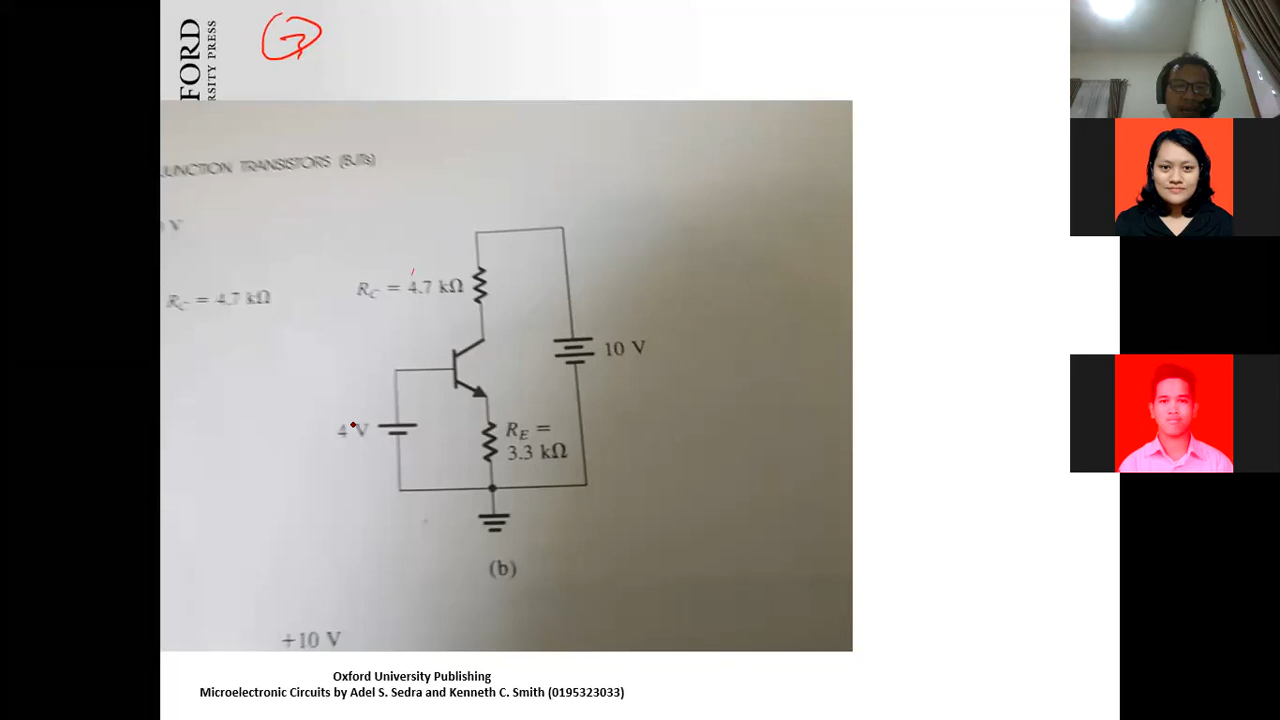 FORD
RSITY PRESS
JUNCTION TRANSISTORS (BJTs)
V
R_C = 4.7 kΩ
R_C = 4.7 kΩ
10 V
4 V
R_E =
3.3 kΩ
(b)
+10 V
Oxford University Publishing
Microelectronic Circuits by Adel S. Sedra and Kenneth C. Smith (0195323033)